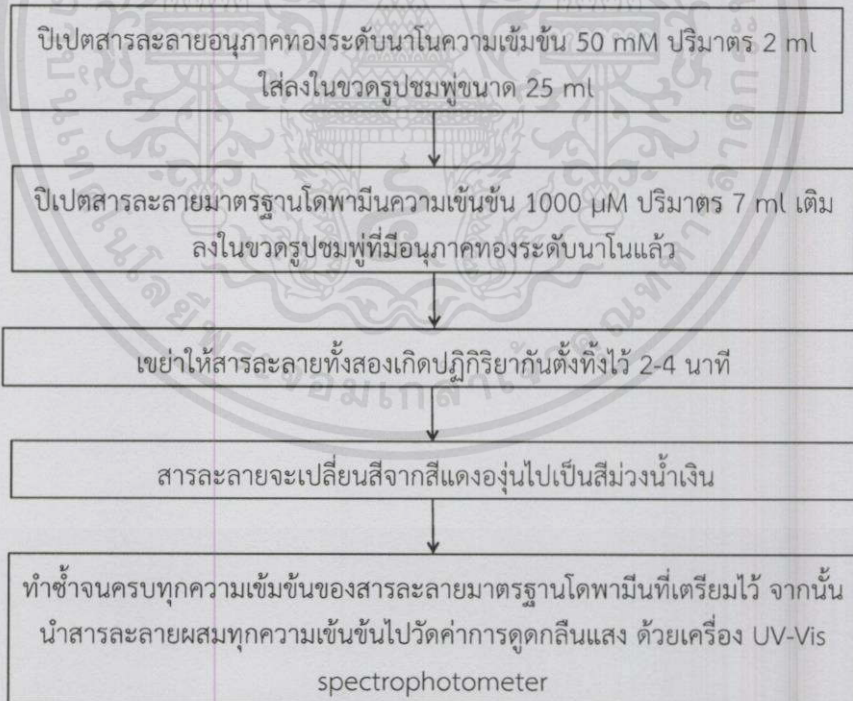 ปิเปตสารละลายอนุภาคทองระดับนาโนความเข้มข้น 50 mM ปริมาตร 2 ml
ใส่ลงในขวดรูปชมพู่ขนาด 25 ml
ปิเปตสารละลายมาตรฐานโดพามีนความเข้นข้น 1000 µM ปริมาตร 7 ml เติม
ลงในขวดรูปชมพู่ที่มีอนุภาคทองระดับนาโนแล้ว
เขย่าให้สารละลายทั้งสองเกิดปฏิกิริยากันตั้งทิ้งไว้ 2-4 นาที
สารละลายจะเปลี่ยนสีจากสีแดงองุ่นไปเป็นสีม่วงน้ำเงิน
ทำซ้ำจนครบทุกความเข้มข้นของสารละลายมาตรฐานโดพามีนที่เตรียมไว้ จากนั้น
นำสารละลายผสมทุกความเข้นข้นไปวัดค่าการดูดกลืนแสง ด้วยเครื่อง UV-Vis
spectrophotometer